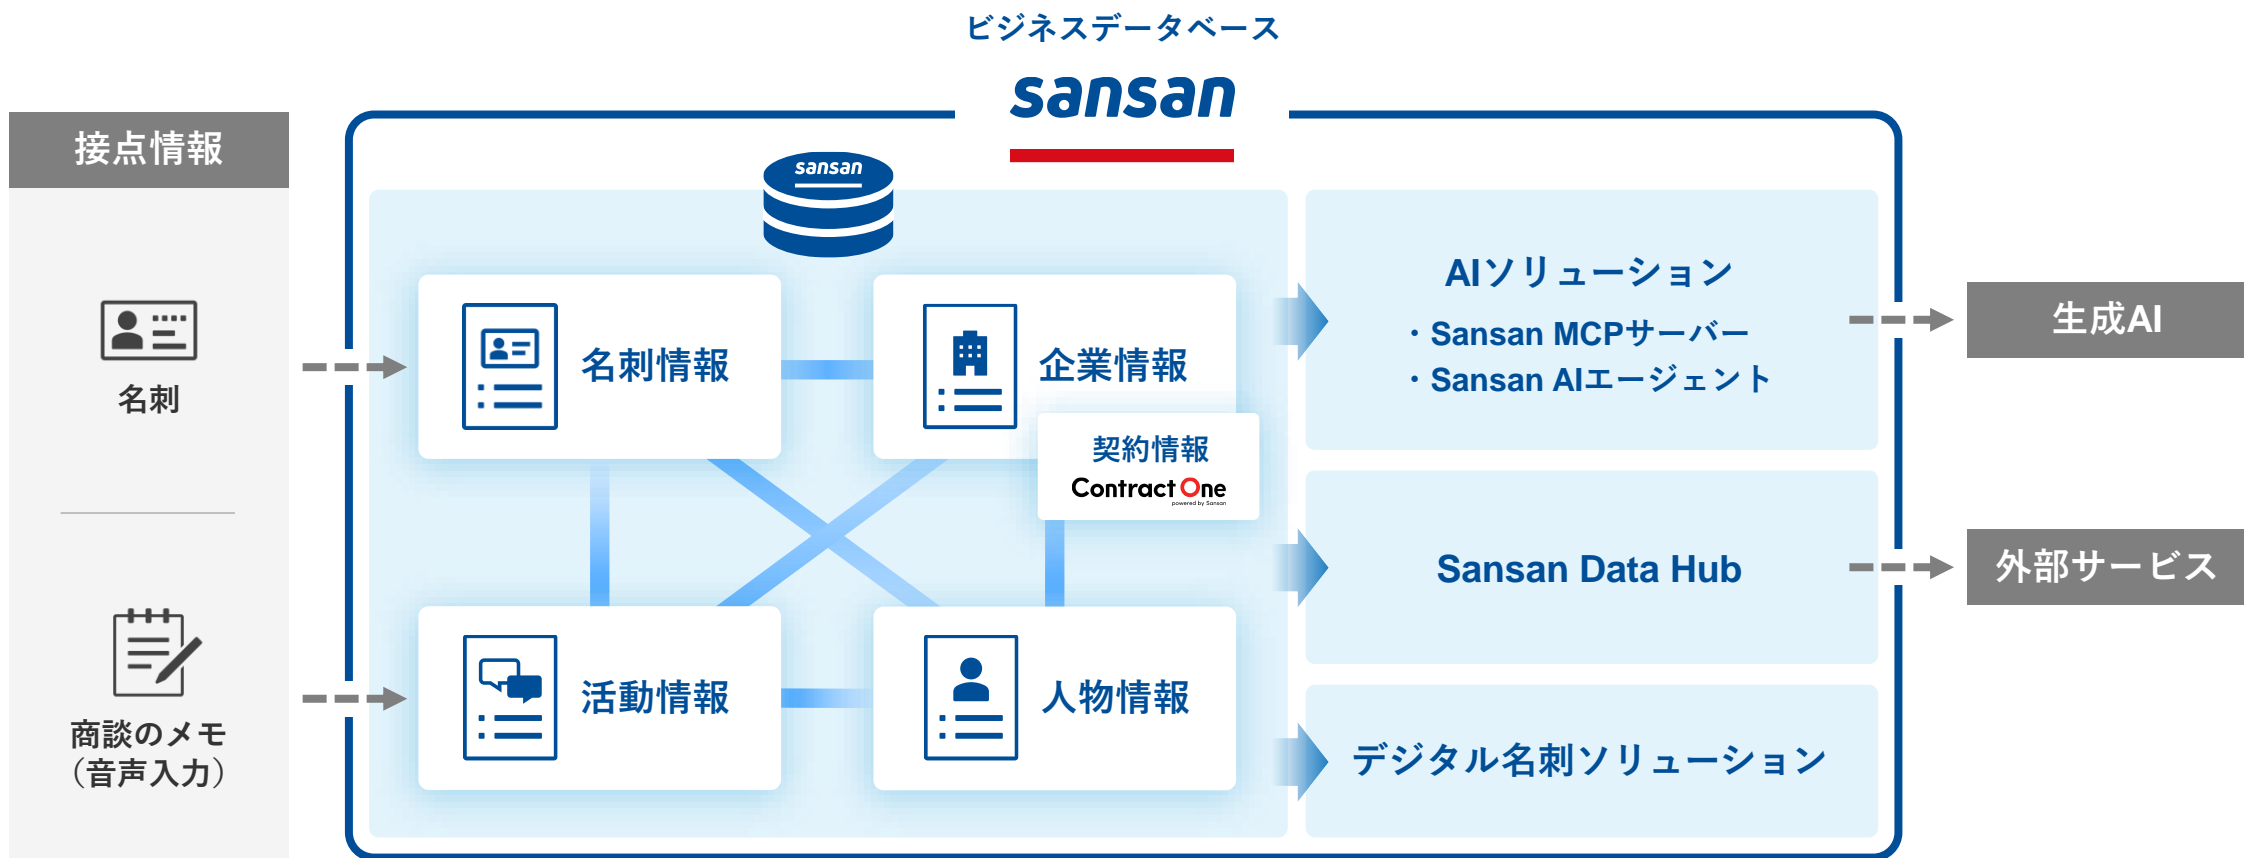 ビジネスデータベース
sansan
接点情報
名刺
商談のメモ
（音声入力）
sansan
名刺情報
企業情報
契約情報
Contract One
powered by Sansan
活動情報
人物情報
AIソリューション
・Sansan MCPサーバー
・Sansan AIエージェント
Sansan Data Hub
デジタル名刺ソリューション
生成AI
外部サービス